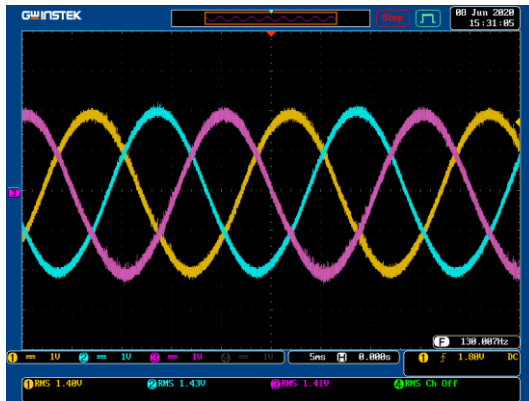 GWINSTEK Stop 08 Jun 2020
15:31:05
3
F 130.007Hz
1 1V 2 1V 3 1V 4 1V 5ms H 0.000s 1 1.80V DC
1 RMS 1.40V 2 RMS 1.43V 3 RMS 1.41V 4 RMS Ch Off